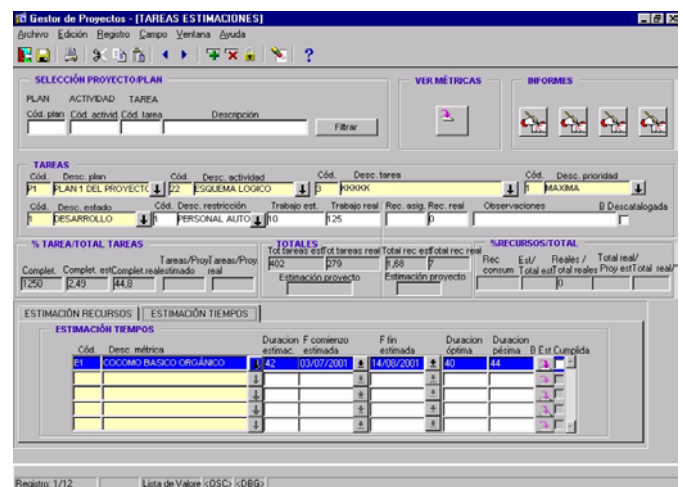 Gestor de Proyectos - [TAREAS ESTIMACIONES]
Archivo Edición Registro Campo Ventana Ayuda
SELECCIÓN PROYECTO/PLAN
VER MÉTRICAS
INFORMES
PLAN ACTIVIDAD TAREA
Cód. plan Cód. activid. Cód. tarea Descripción
Filtrar
TAREAS
Cód. Desc. plan Cód. Desc. actividad Cód. Desc. tarea Cód. Desc. prioridad
P1 PLAN 1 DEL PROYECTO 22 ESQUEMA LOGICO 3 KKKKK 1 MAXIMA
Cód. Desc. estado Cód. Desc. restricción Trabajo est. Trabajo real Rec. asig. Rec. real Observaciones B Descatalogada
1 DESARROLLO 1 PERSONAL AUTO 10 125 0
% TAREA/TOTAL TAREAS
TOTALES
%RECURSOS/TOTAL
Tareas/Proy Tareas/Proy.
Complet. Complet. est Complet.real estimado real
1250 2,49 44,8
Tot tareas est Tot tareas real Total rec est Total rec real
402 279 1,68 7
Estimación proyecto Estimación proyecto
Rec Est/ Reales / Total real/
consum Total est Total reales Proy est Total real/
0
ESTIMACIÓN RECURSOS ESTIMACIÓN TIEMPOS
ESTIMACIÓN TIEMPOS
Duracion F comienzo F fin Duracion Duracion
Cód Desc métrica estimac. estimada estimada óptima pésima B Est Cumplida
E1 COCOMO BASICO ORGÁNICO 42 03/07/2001 14/08/2001 40 44
Registro: 1/12 Lista de Valore <OSC> <DBG>